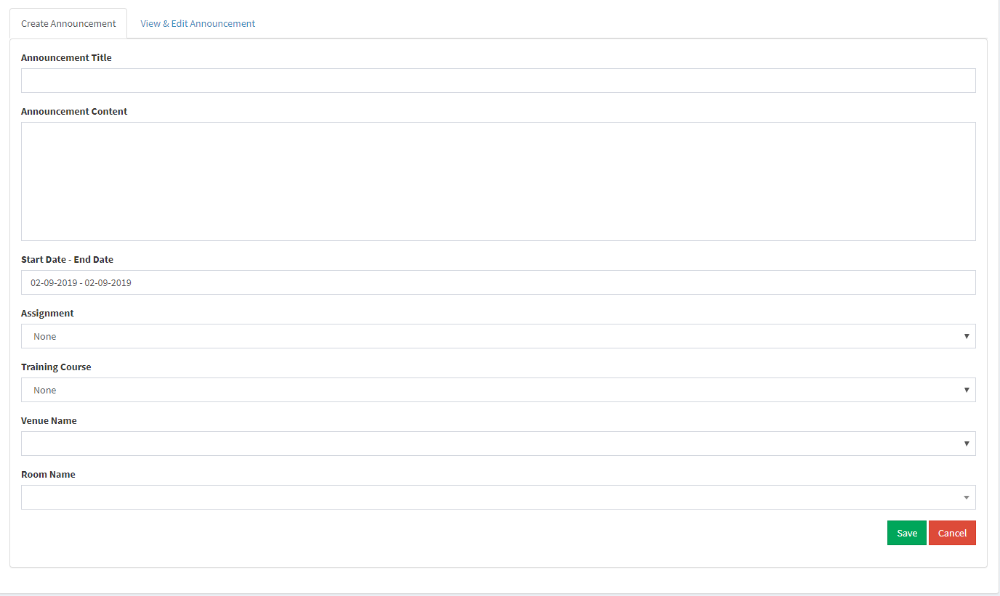 Create Announcement View & Edit Announcement
Announcement Title
Announcement Content
Start Date - End Date
02-09-2019 - 02-09-2019
Assignment
None
Training Course
None
Venue Name
Room Name
Save Cancel